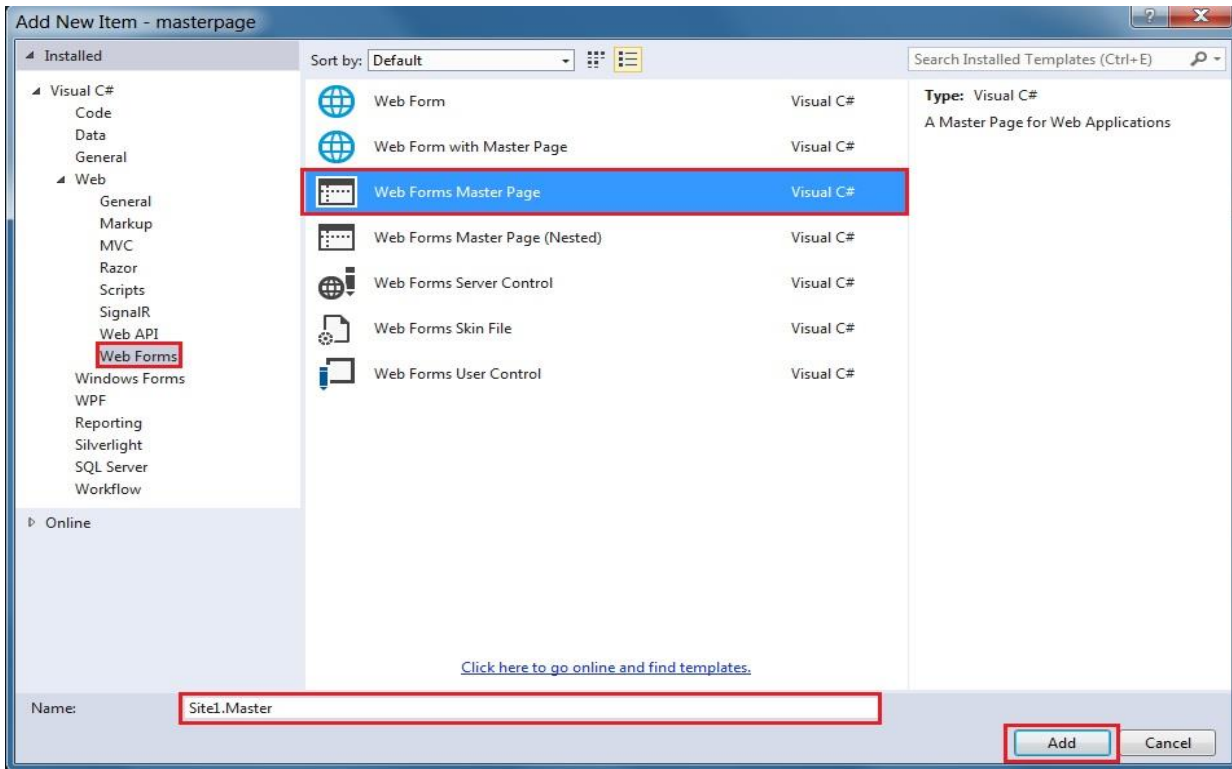 Add New Item - masterpage
?
X
Installed
Visual C#
Code
Data
General
Web
General
Markup
MVC
Razor
Scripts
SignalR
Web API
Web Forms
Windows Forms
WPF
Reporting
Silverlight
SQL Server
Workflow
Online
Sort by: Default
Web Form Visual C#
Web Form with Master Page Visual C#
Web Forms Master Page Visual C#
Web Forms Master Page (Nested) Visual C#
Web Forms Server Control Visual C#
Web Forms Skin File Visual C#
Web Forms User Control Visual C#
Click here to go online and find templates.
Search Installed Templates (Ctrl+E)
Type: Visual C#
A Master Page for Web Applications
Name: Site1.Master
Add Cancel